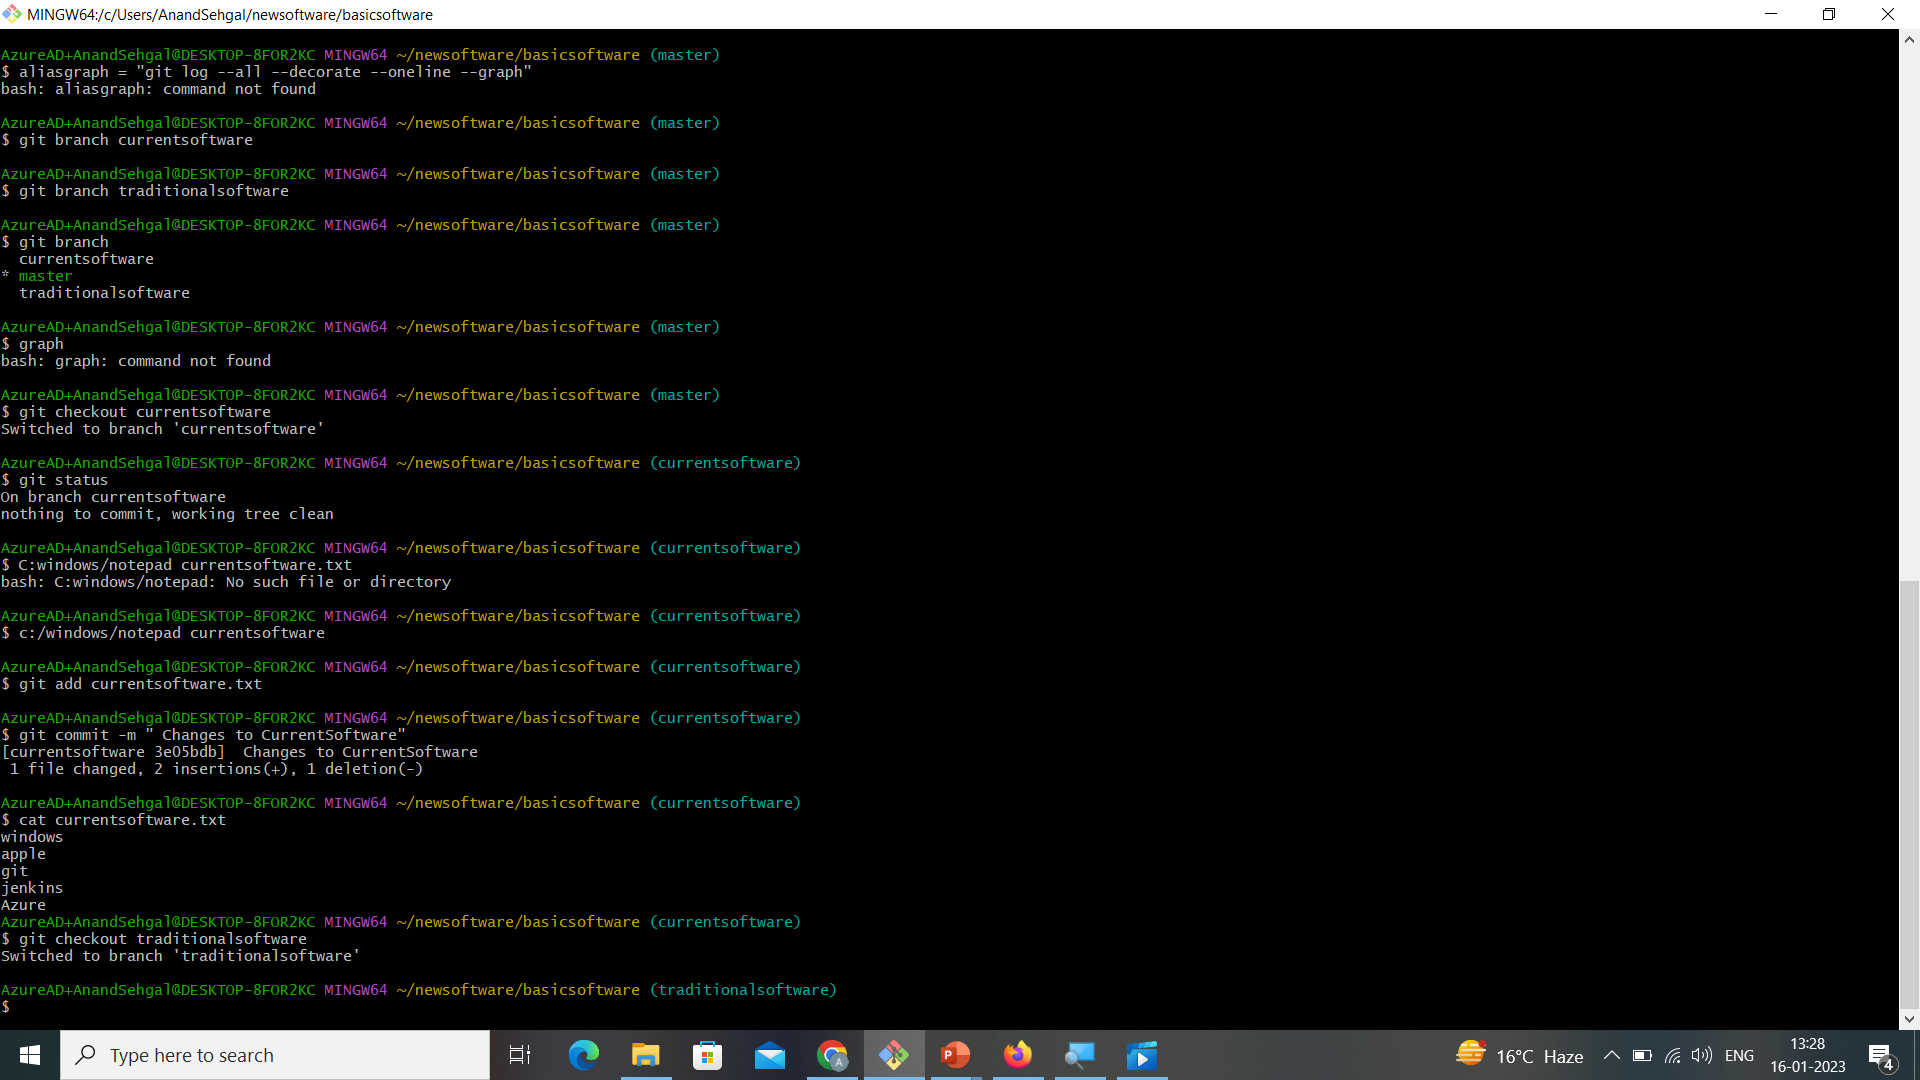 MINGW64:/c/Users/AnandSehgal/newsoftware/basicsoftware
AzureAD+AnandSehgal@DESKTOP-8FOR2KC MINGW64 ~/newsoftware/basicsoftware (master)
$ aliasgraph = "git log --all --decorate --oneline --graph"
bash: aliasgraph: command not found
AzureAD+AnandSehgal@DESKTOP-8FOR2KC MINGW64 ~/newsoftware/basicsoftware (master)
$ git branch currentsoftware
AzureAD+AnandSehgal@DESKTOP-8FOR2KC MINGW64 ~/newsoftware/basicsoftware (master)
$ git branch traditionalsoftware
AzureAD+AnandSehgal@DESKTOP-8FOR2KC MINGW64 ~/newsoftware/basicsoftware (master)
$ git branch
currentsoftware
* master
traditionalsoftware
AzureAD+AnandSehgal@DESKTOP-8FOR2KC MINGW64 ~/newsoftware/basicsoftware (master)
$ graph
bash: graph: command not found
AzureAD+AnandSehgal@DESKTOP-8FOR2KC MINGW64 ~/newsoftware/basicsoftware (master)
$ git checkout currentsoftware
Switched to branch 'currentsoftware'
AzureAD+AnandSehgal@DESKTOP-8FOR2KC MINGW64 ~/newsoftware/basicsoftware (currentsoftware)
$ git status
On branch currentsoftware
nothing to commit, working tree clean
AzureAD+AnandSehgal@DESKTOP-8FOR2KC MINGW64 ~/newsoftware/basicsoftware (currentsoftware)
$ C:windows/notepad currentsoftware.txt
bash: C:windows/notepad: No such file or directory
AzureAD+AnandSehgal@DESKTOP-8FOR2KC MINGW64 ~/newsoftware/basicsoftware (currentsoftware)
$ c:/windows/notepad currentsoftware
AzureAD+AnandSehgal@DESKTOP-8FOR2KC MINGW64 ~/newsoftware/basicsoftware (currentsoftware)
$ git add currentsoftware.txt
AzureAD+AnandSehgal@DESKTOP-8FOR2KC MINGW64 ~/newsoftware/basicsoftware (currentsoftware)
$ git commit -m " Changes to CurrentSoftware"
[currentsoftware 3e05bdb]  Changes to CurrentSoftware
1 file changed, 2 insertions(+), 1 deletion(-)
AzureAD+AnandSehgal@DESKTOP-8FOR2KC MINGW64 ~/newsoftware/basicsoftware (currentsoftware)
$ cat currentsoftware.txt
windows
apple
git
jenkins
Azure
AzureAD+AnandSehgal@DESKTOP-8FOR2KC MINGW64 ~/newsoftware/basicsoftware (currentsoftware)
$ git checkout traditionalsoftware
Switched to branch 'traditionalsoftware'
AzureAD+AnandSehgal@DESKTOP-8FOR2KC MINGW64 ~/newsoftware/basicsoftware (traditionalsoftware)
$
Type here to search
A
P
16°C Haze
ENG
13:28
16-01-2023
4